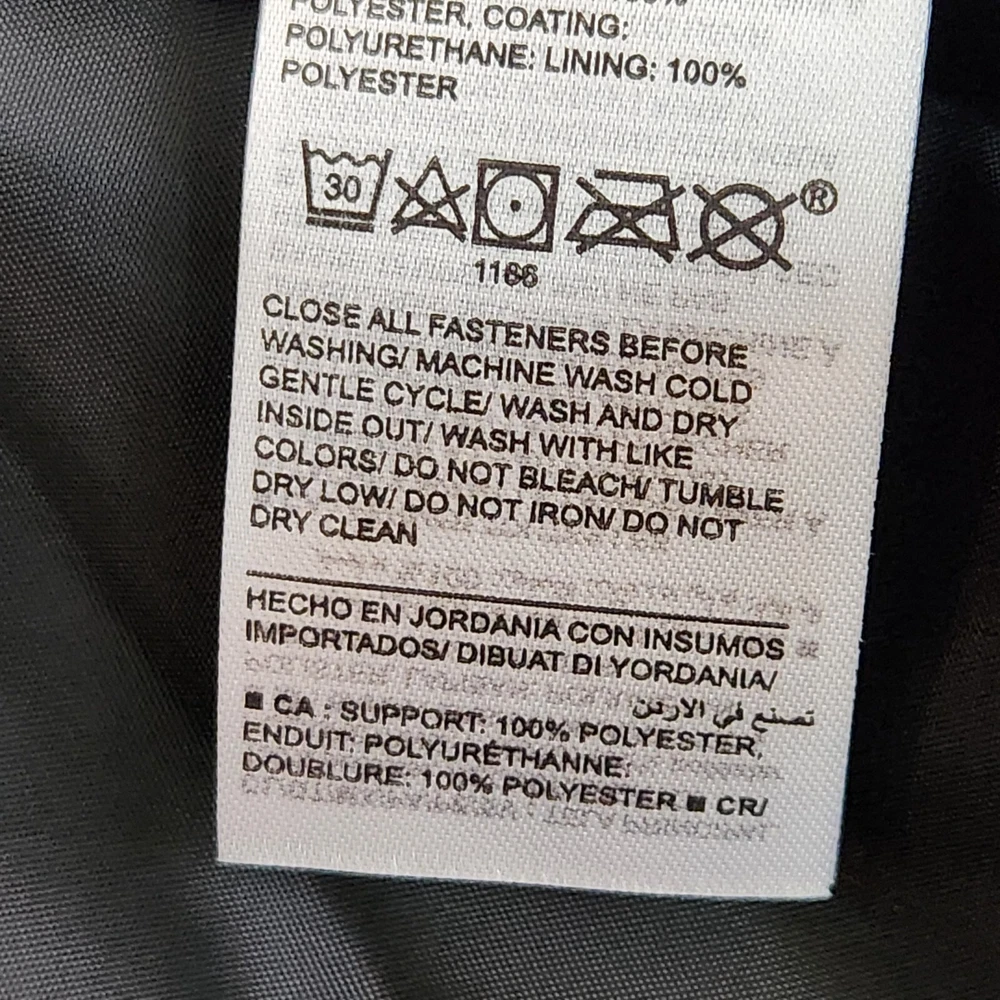 POLYESTER, COATING:
POLYURETHANE: LINING: 100%
POLYESTER
30
®
CLOSE ALL FASTENERS BEFORE
WASHING/ MACHINE WASH COLD
GENTLE CYCLE/ WASH AND DRY
INSIDE OUT/ WASH WITH LIKE
COLORS/ DO NOT BLEACH/ TUMBLE
DRY LOW/ DO NOT IRON/ DO NOT
DRY CLEAN
HECHO EN JORDANIA CON INSUMOS
IMPORTADOS/ DIBUAT DI YORDANIA/
تصنع في الاردن
■ CA : SUPPORT: 100% POLYESTER,
ENDUIT: POLYURÉTHANNE:
DOUBLURE: 100% POLYESTER ■ CR/